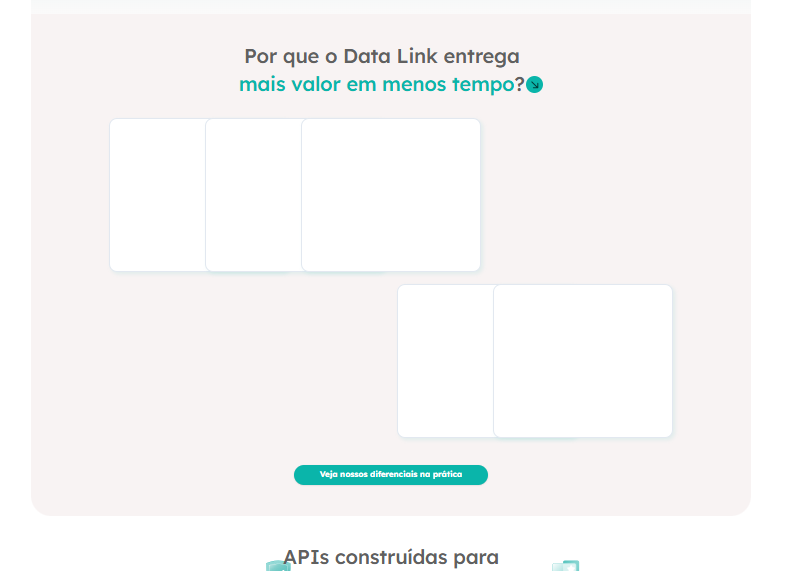 Por que o Data Link entrega
mais valor em menos tempo?
Veja nossos diferenciais na prática
APIs construídas para